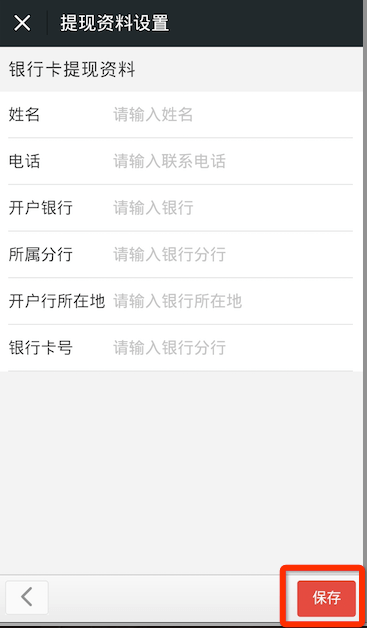 提现资料设置
银行卡提现资料
姓名 请输入姓名
电话 请输入联系电话
开户银行 请输入银行
所属分行 请输入银行分行
开户行所在地 请输入银行所在地
银行卡号 请输入银行分行
保存